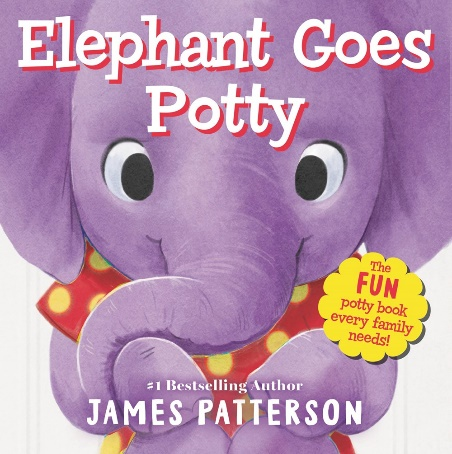 Elephant Goes
Potty
The
FUN
potty book
every family
needs!
#1 Bestselling Author
JAMES PATTERSON